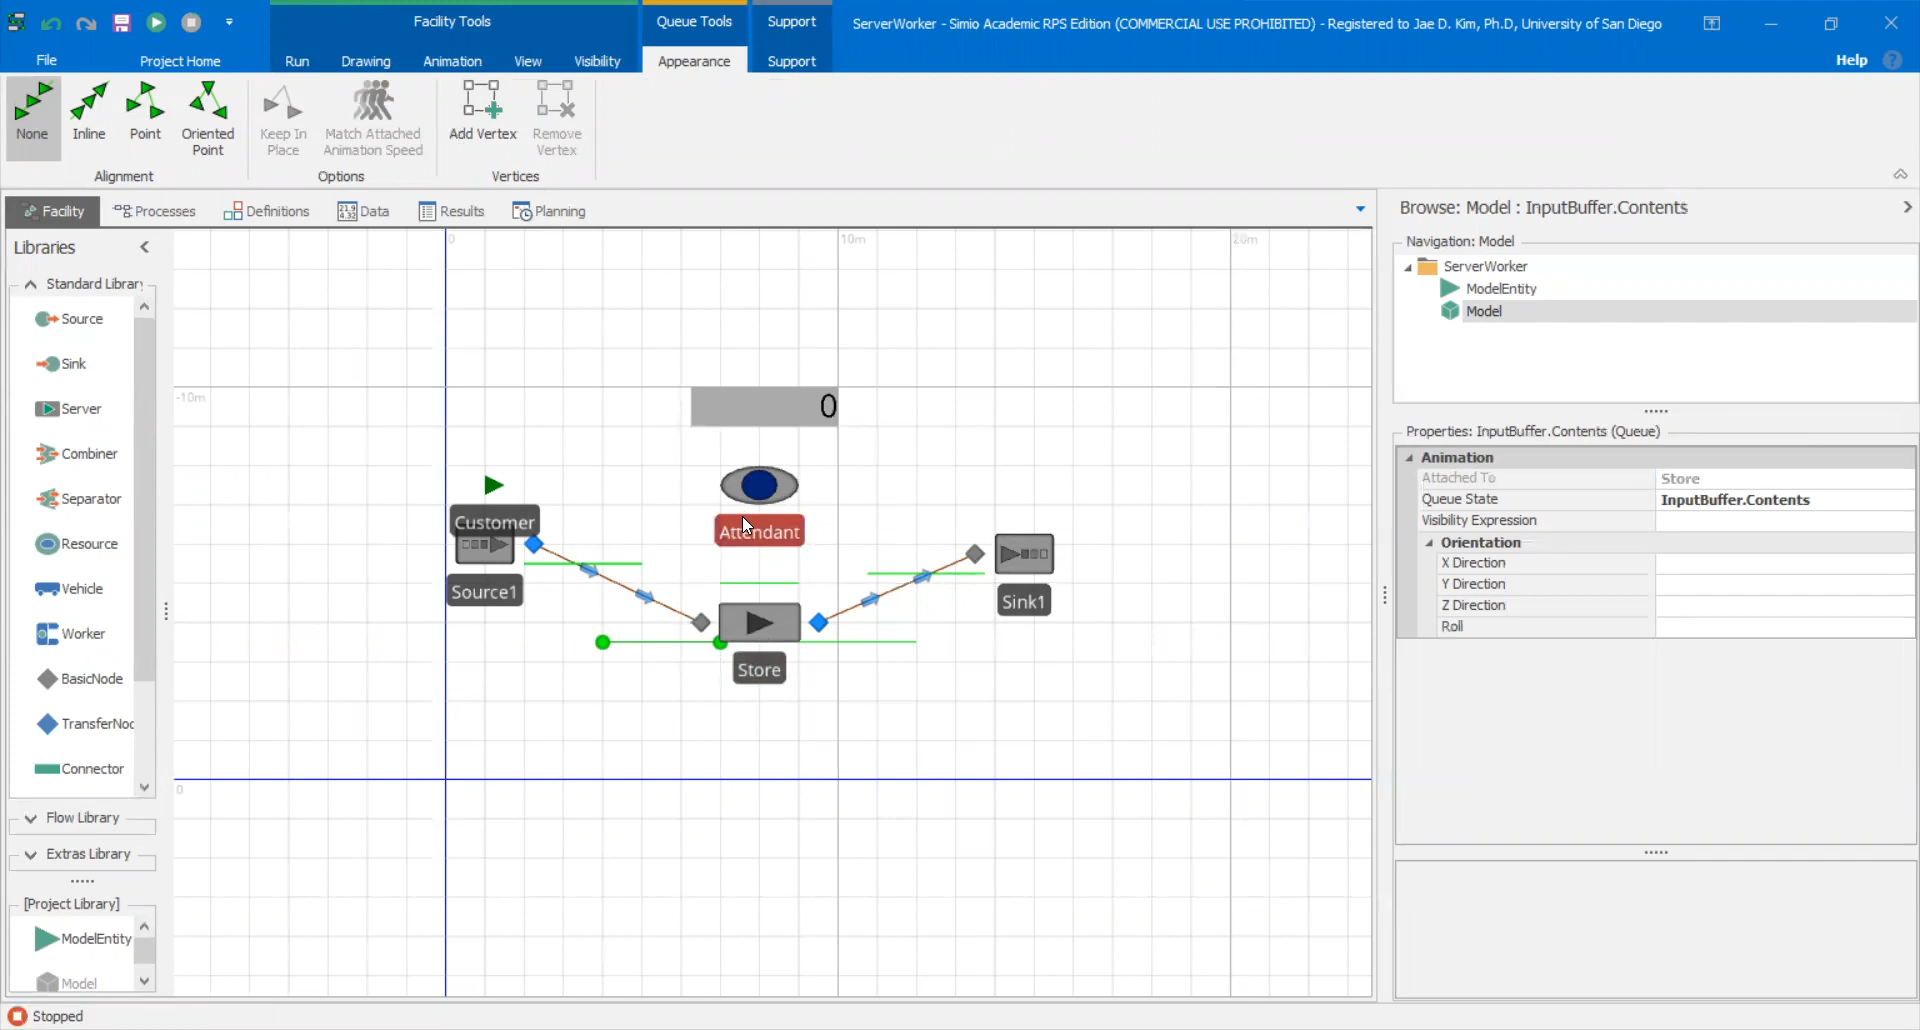 Facility Tools
Queue Tools
Support
ServerWorker - Simio Academic RPS Edition (COMMERCIAL USE PROHIBITED) - Registered to Jae D. Kim, Ph.D, University of San Diego
File
Project Home
Run
Drawing
Animation
View
Visibility
Appearance
Support
Help
?
None
Inline
Point
Oriented
Point
Keep In
Place
Match Attached
Animation Speed
Add Vertex
Remove
Vertex
Alignment
Options
Vertices
Facility
Processes
Definitions
Data
Results
Planning
Libraries
Standard Library
Source
Sink
Server
Combiner
Separator
Resource
Vehicle
Worker
BasicNode
TransferNoc
Connector
Flow Library
Extras Library
[Project Library]
ModelEntity
Model
0
10m
20m
-10m
0
0
Customer
Source1
Attendant
Store
Sink1
Browse: Model : InputBuffer.Contents
Navigation: Model
ServerWorker
ModelEntity
Model
Properties: InputBuffer.Contents (Queue)
Animation
Attached To
Store
Queue State
InputBuffer.Contents
Visibility Expression
Orientation
X Direction
Y Direction
Z Direction
Roll
Stopped